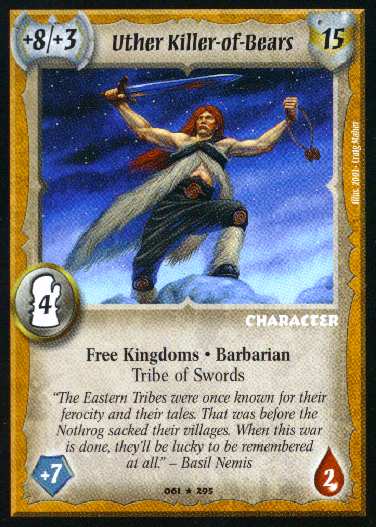 +8/+3
Uther Killer-of-Bears
15
Illus. 2001 - Craig Maher
4
CHARACTER
Free Kingdoms • Barbarian
Tribe of Swords
"The Eastern Tribes were once known for their
ferocity and their tales. That was before the
Nothrog sacked their villages. When this war
is done, they'll be lucky to be remembered
at all." – Basil Nemis
+7
061 ★ 295
2